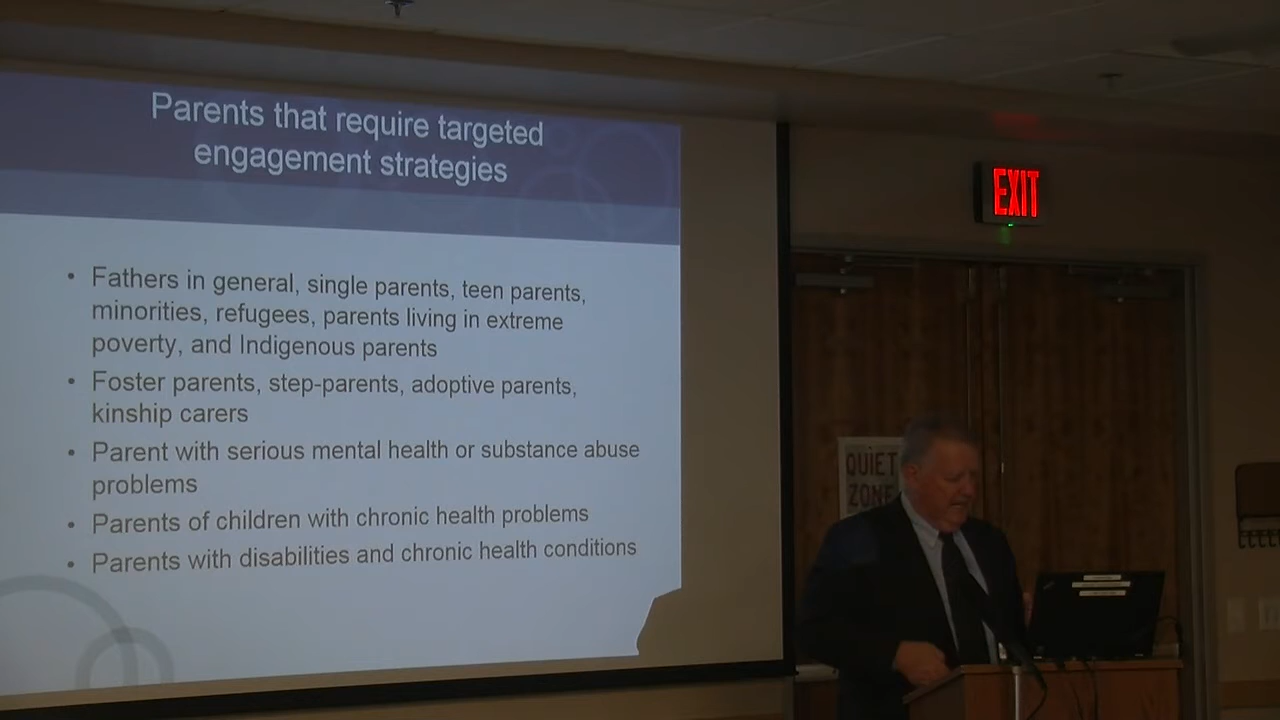 Parents that require targeted
engagement strategies
• Fathers in general, single parents, teen parents,
minorities, refugees, parents living in extreme
poverty, and Indigenous parents
• Foster parents, step-parents, adoptive parents,
kinship carers
• Parent with serious mental health or substance abuse
problems
• Parents of children with chronic health problems
• Parents with disabilities and chronic health conditions
EXIT
QUIET
ZONE